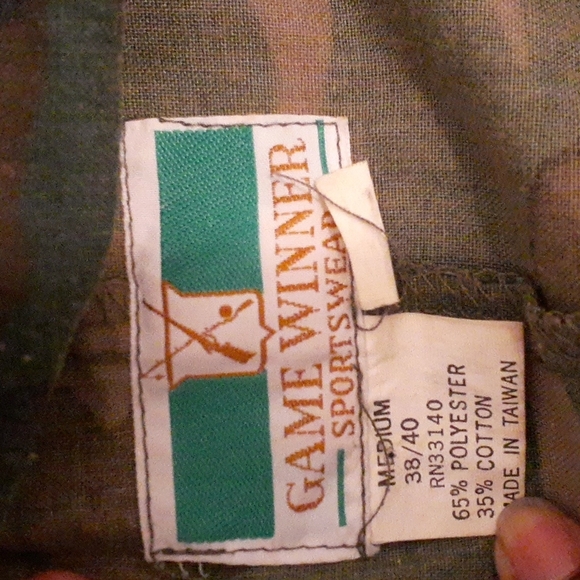 GAME WINNER
SPORTSWEAR
MEDIUM
38/40
RN33140
65% POLYESTER
35% COTTON
MADE IN TAIWAN